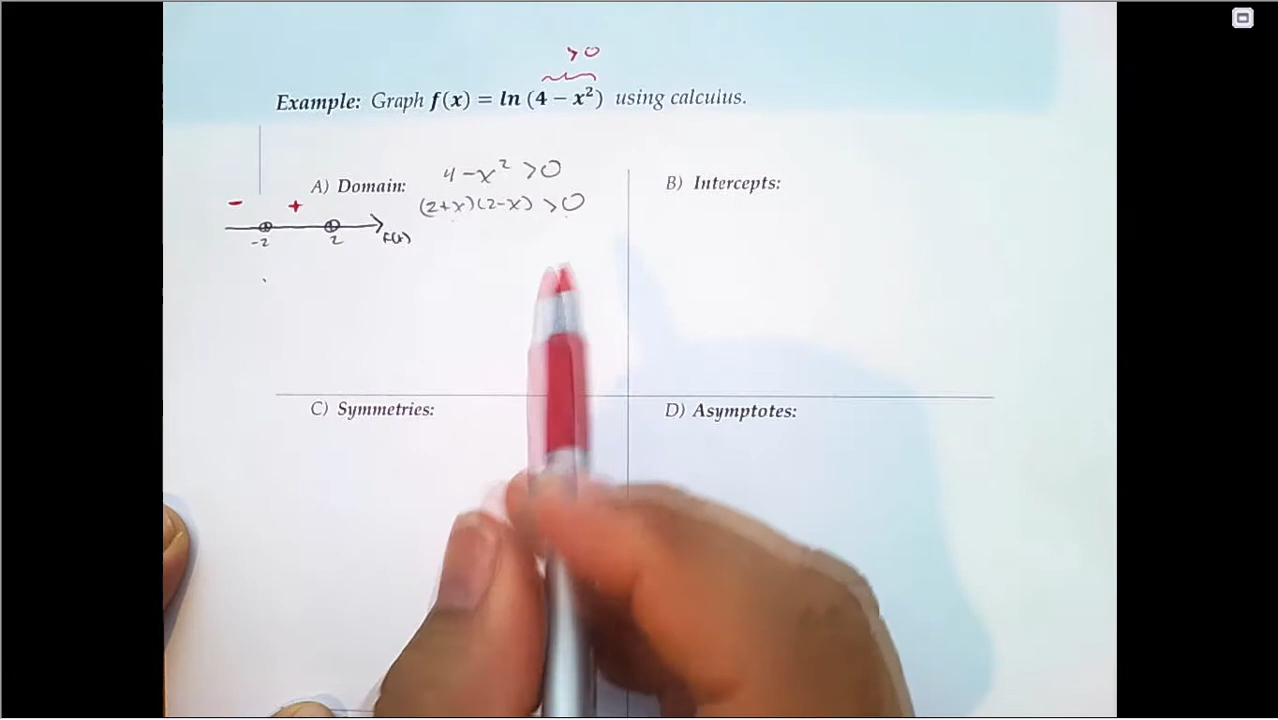 > 0
Example: Graph f(x) = ln (4 − x²) using calculus.
A) Domain:
4 - x² > 0
(2+x)(2-x) > 0
- +
-2 2 f(x)
B) Intercepts:
C) Symmetries:
D) Asymptotes: